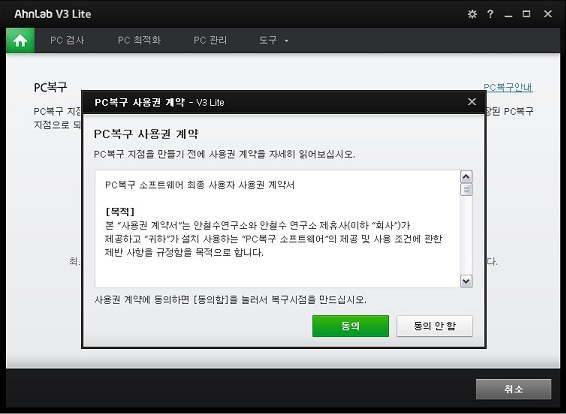 AhnLab V3 Lite
PC 검사 PC 최적화 PC 관리 도구
PC복구
PC복구안내
PC복구 지점 PC복구
지점으로 되
PC복구 사용권 계약 - V3 Lite
PC복구 사용권 계약
PC복구 지점을 만들기 전에 사용권 계약을 자세히 읽어보십시오.
PC복구 소프트웨어 최종 사용자 사용권 계약서
[목적]
본 "사용권 계약서"는 안철수연구소와 안철수 연구소 제휴사(이하 "회사")가
제공하고 "귀하"가 설치 사용하는 "PC복구 소프트웨어"의 제공 및 사용 조건에 관한
제반 사항을 규정함을 목적으로 합니다.
최 다.
사용권 계약에 동의하면 [동의함]을 눌러서 복구시점을 만드십시오.
동의 동의 안 함
취소